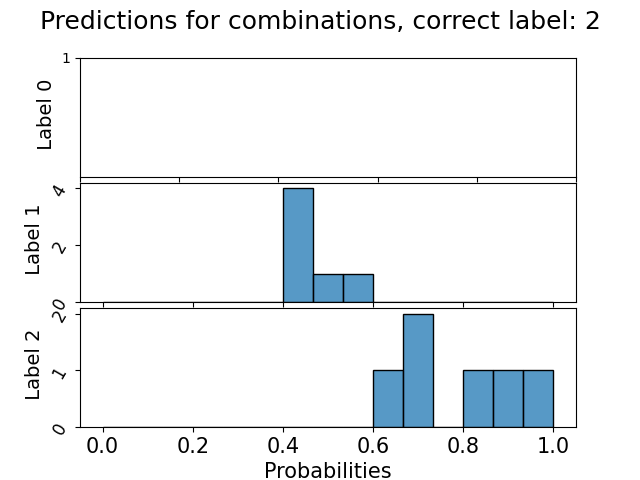 Predictions for combinations, correct label: 2
1
Label 0
4
2
0
Label 1
2
1
0
Label 2
0.0 0.2 0.4 0.6 0.8 1.0
Probabilities